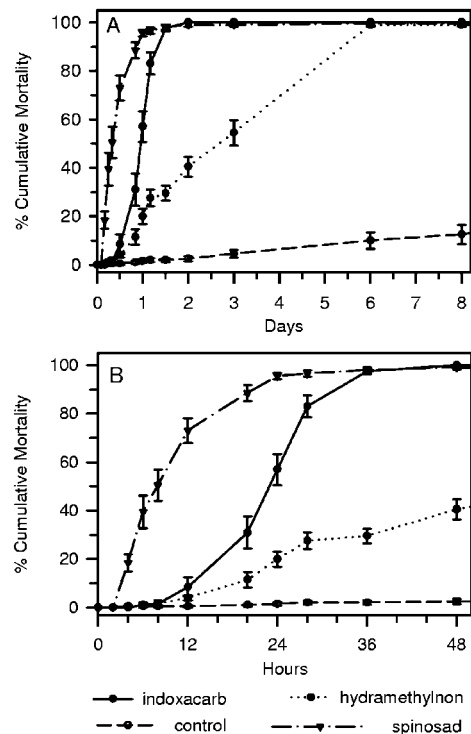 A
% Cumulative Mortality
100
80
60
40
20
0
0 1 2 3 4 5 6 7 8
Days
B
% Cumulative Mortality
100
80
60
40
20
0
0 12 24 36 48
Hours
indoxacarb hydramethylnon
control spinosad